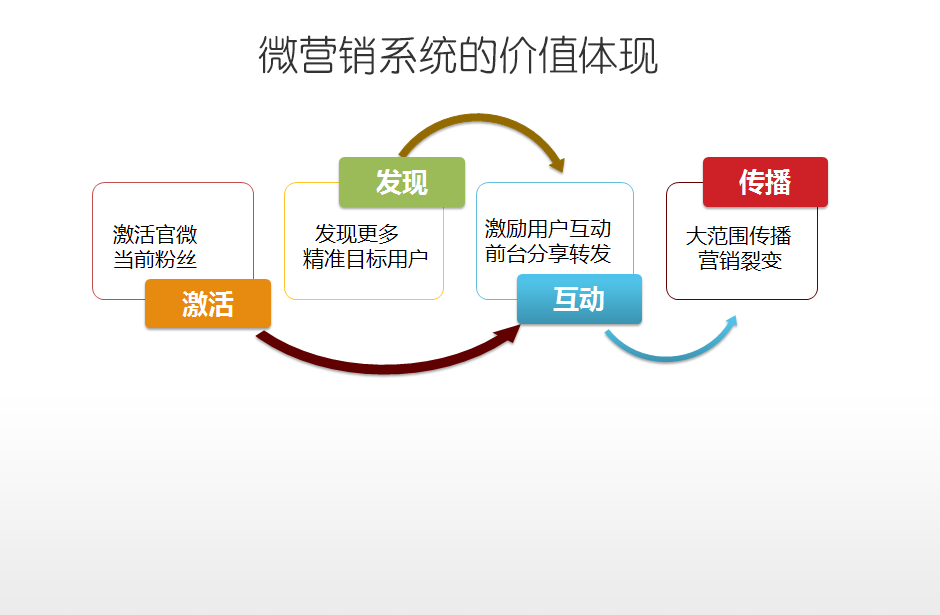 微营销系统的价值体现
激活官微
当前粉丝
激活
发现
发现更多
精准目标用户
激励用户互动
前台分享转发
互动
传播
大范围传播
营销裂变